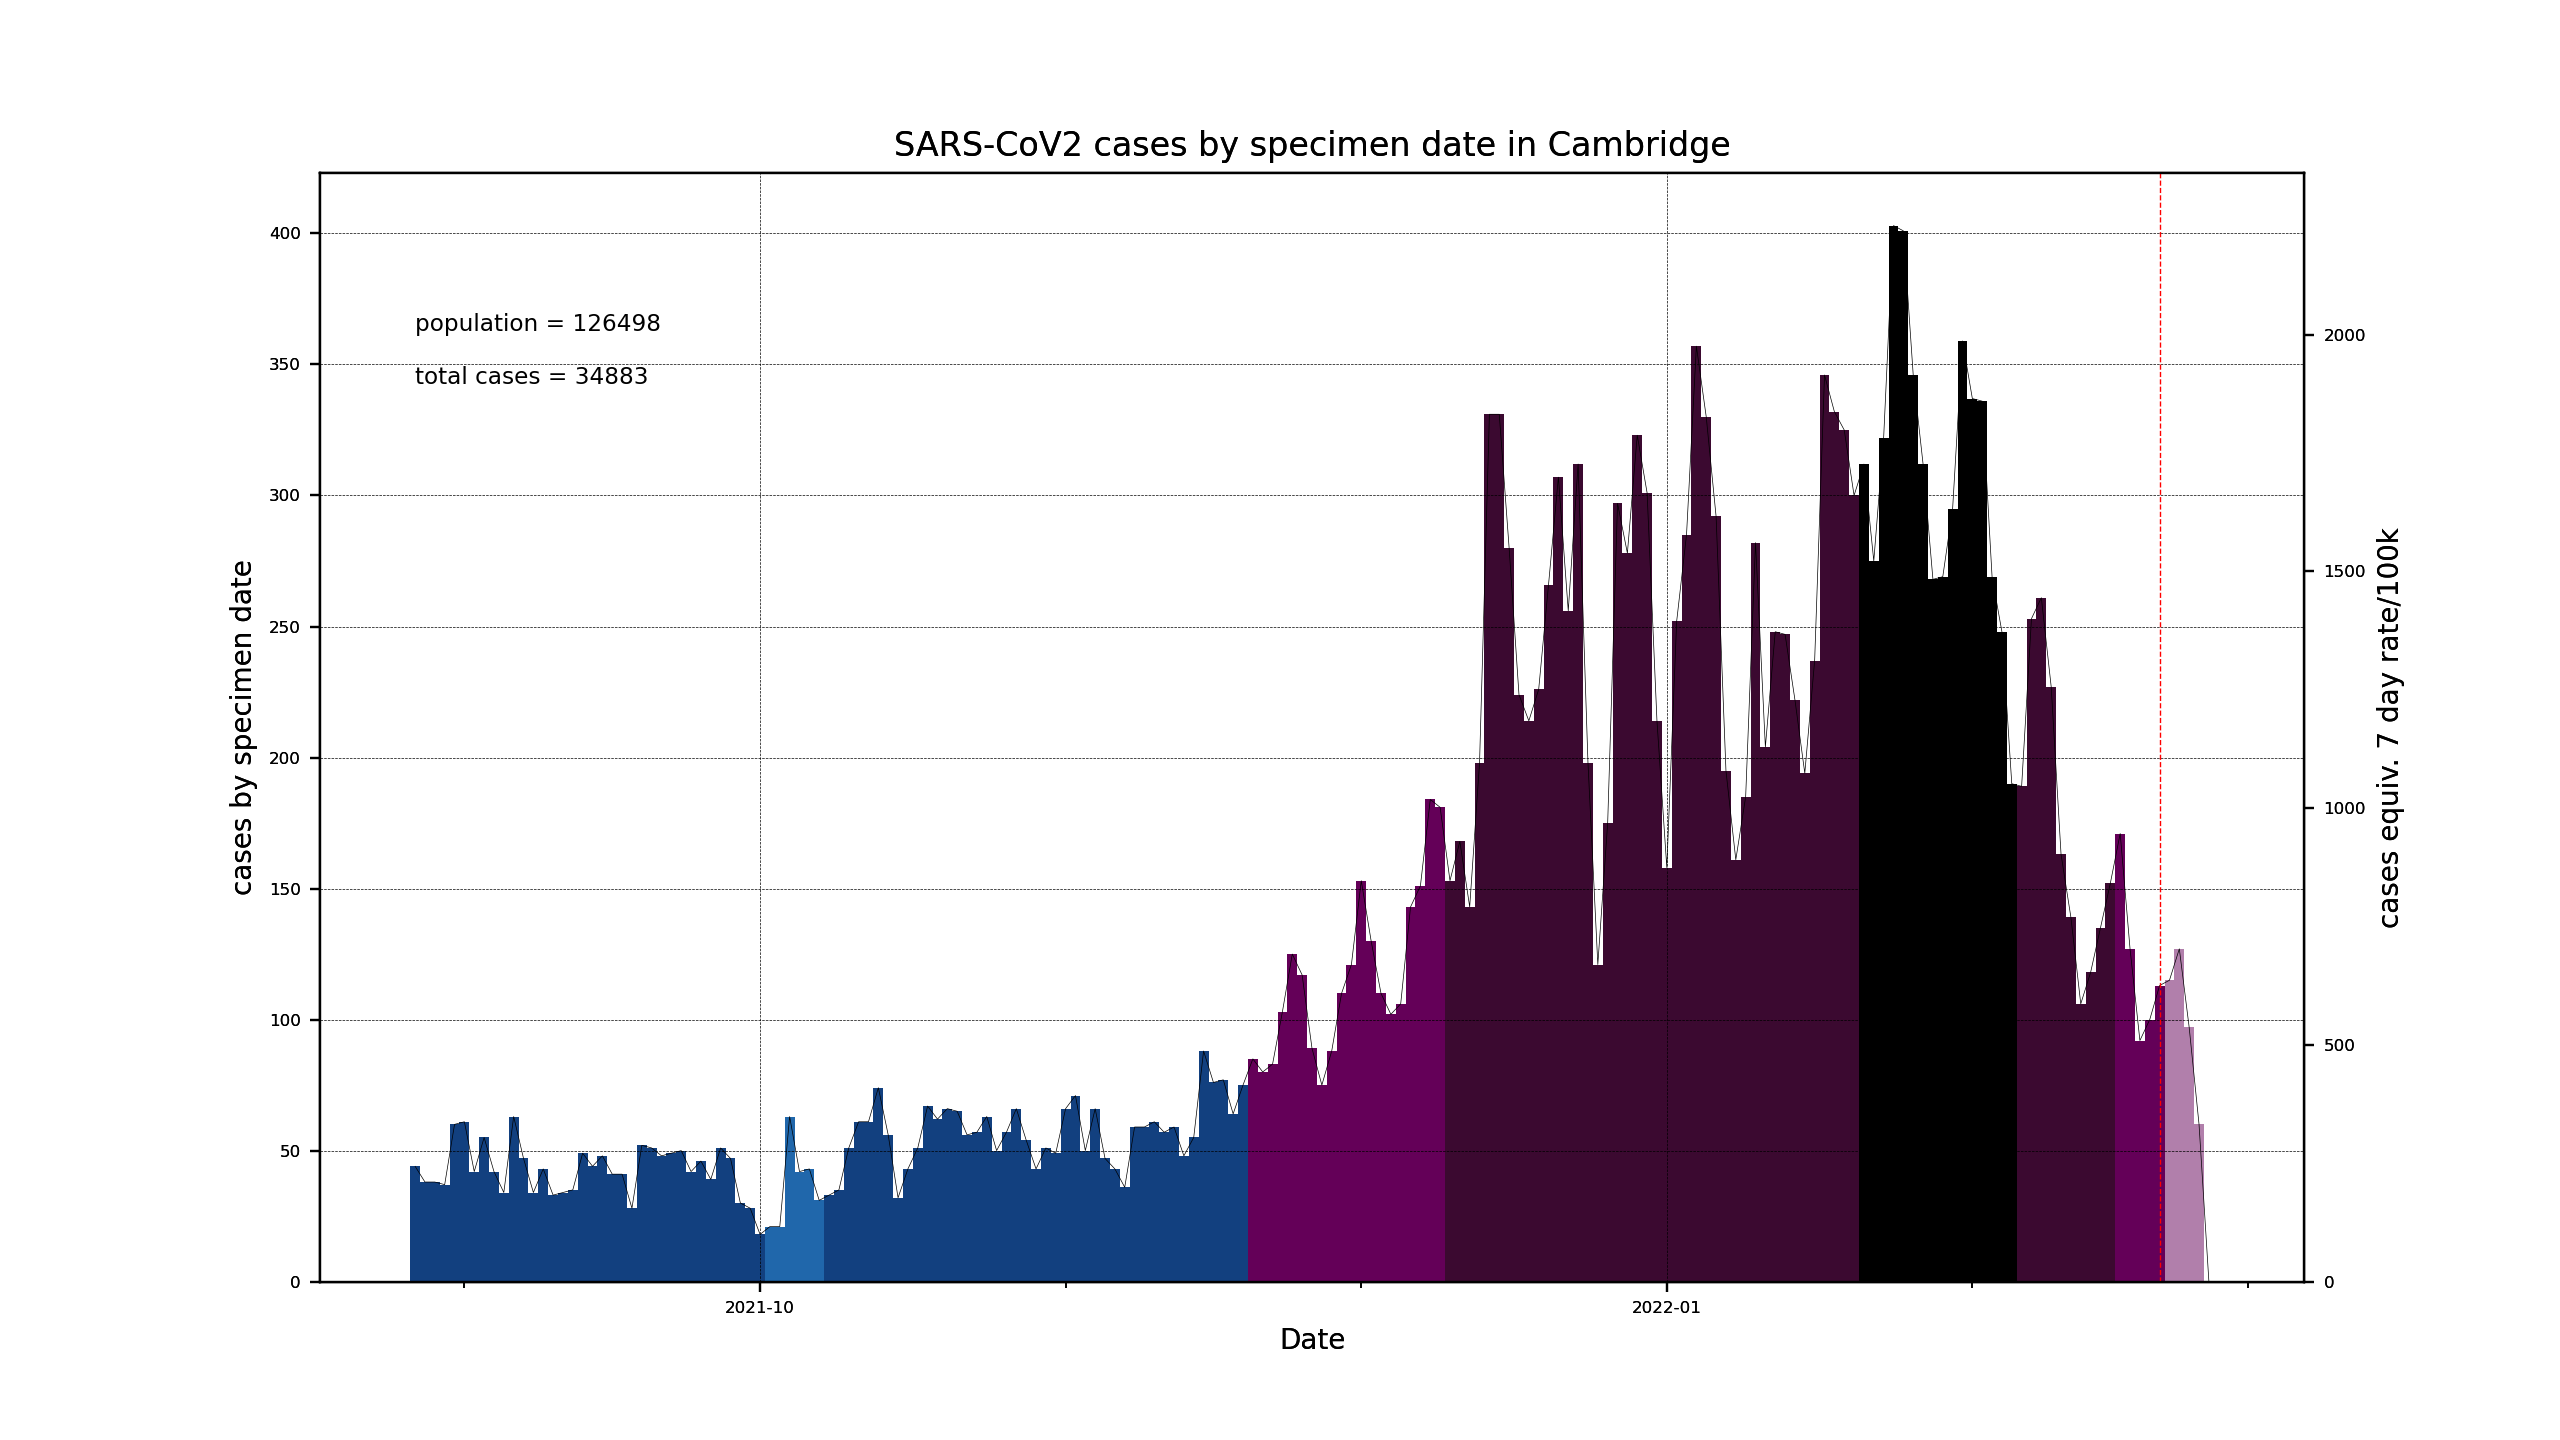 SARS-CoV2 cases by specimen date in Cambridge
population = 126498
total cases = 34883
cases by specimen date
400
350
300
250
200
150
100
50
0
2000
1500
1000
500
0
cases equiv. 7 day rate/100k
2021-10
2022-01
Date